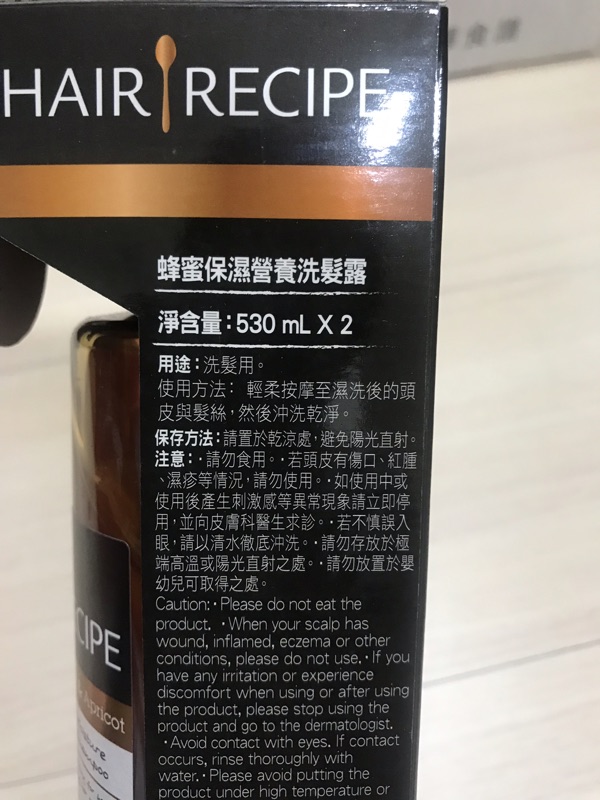 HAIR RECIPE
蜂蜜保濕營養洗髮露
淨含量：530 mL X 2
用途：洗髮用。
使用方法： 輕柔按摩至濕洗後的頭
皮與髮絲，然後沖洗乾淨。
保存方法：請置於乾涼處，避免陽光直射。
注意：・請勿食用。・若頭皮有傷口、紅腫
、濕疹等情況，請勿使用。・如使用中或
使用後產生刺激感等異常現象請立即停
用，並向皮膚科醫生求診。・若不慎誤入
眼，請以清水徹底沖洗。・請勿存放於極
端高溫或陽光直射之處。・請勿放置於嬰
幼兒可取得之處。
Caution:・Please do not eat the
product. ・When your scalp has
wound, inflamed, eczema or other
conditions, please do not use.・If you
have any irritation or experience
discomfort when using or after using
the product, please stop using the
product and go to the dermatologist.
・Avoid contact with eyes. If contact
occurs, rinse thoroughly with
water.・Please avoid putting the
product under high temperature or
CIPE
& Apricot